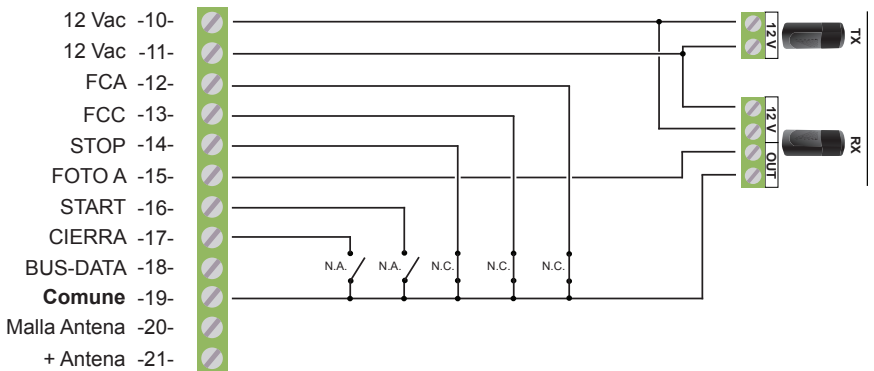 12 Vac -10-
12 Vac -11-
FCA -12-
FCC -13-
STOP -14-
FOTO A -15-
START -16-
CIERRA -17-
BUS-DATA -18-
Comune -19-
Malla Antena -20-
+ Antena -21-
N.A.
N.A.
N.C.
N.C.
N.C.
12 V
TX
12 V
OUT
RX